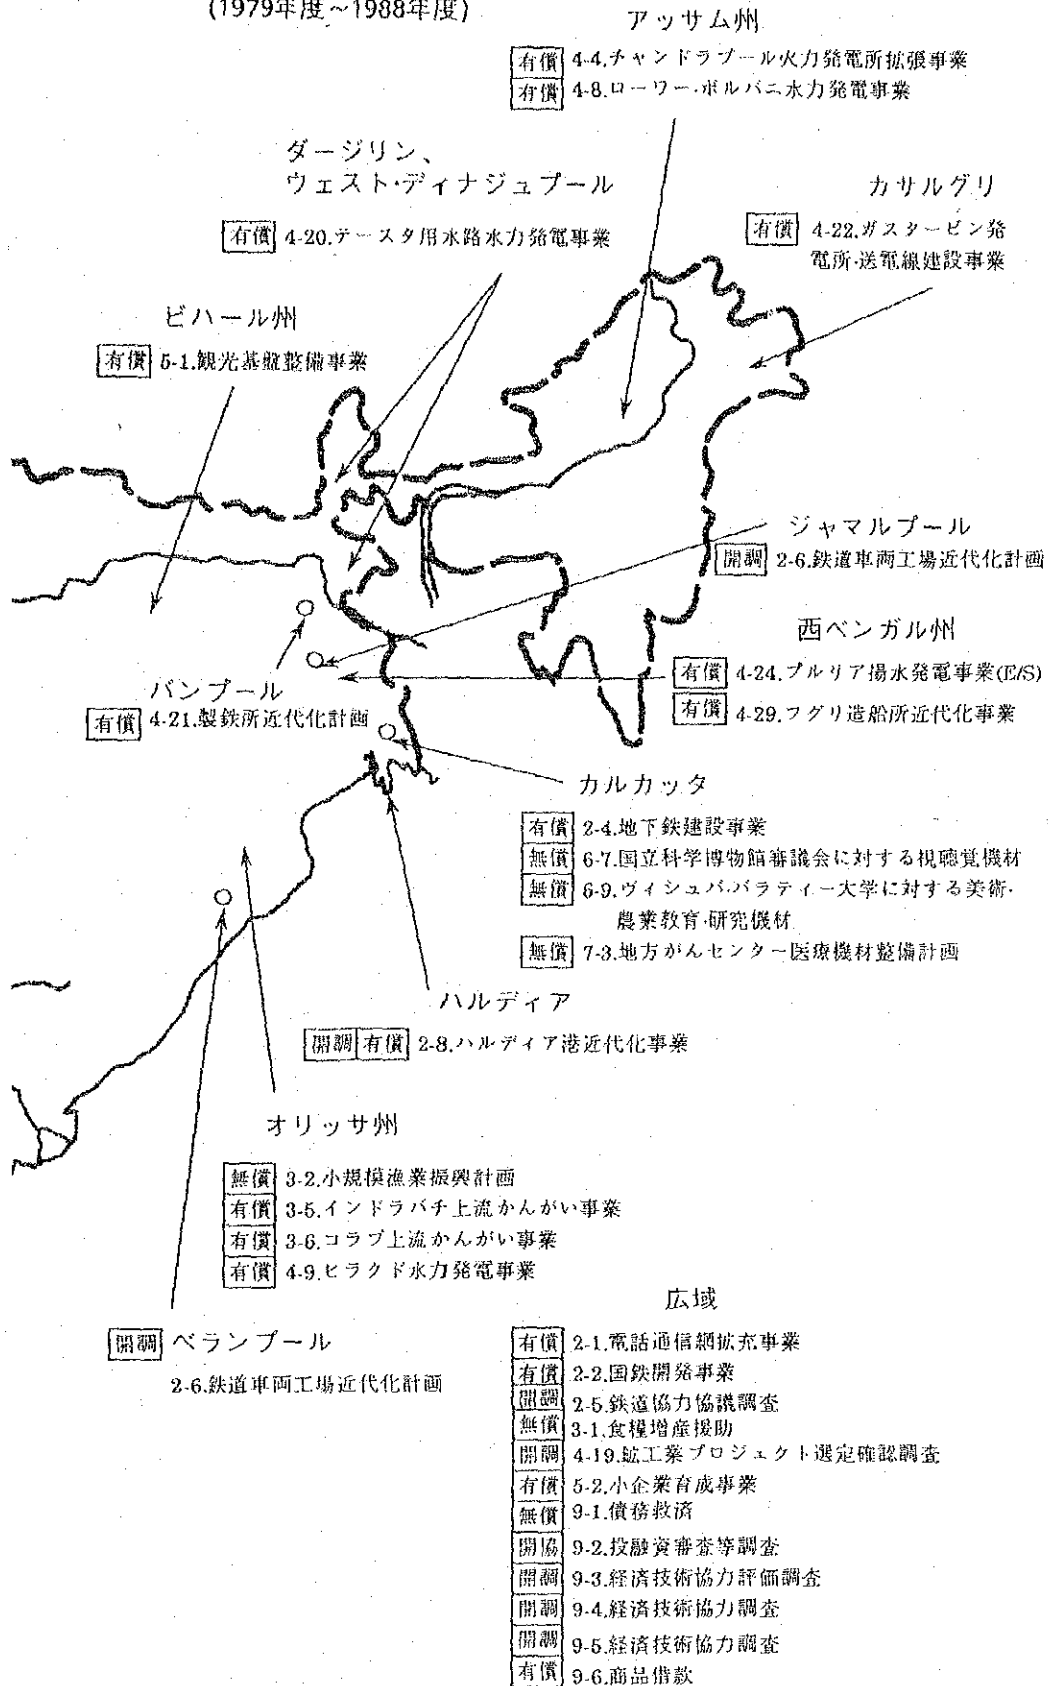 (1979年度～1988年度)
アッサム州
有償 4-4.チャンドラプール火力発電所拡張事業
有償 4-8.ローワー・ボルパニ水力発電事業
ダージリン、
ウェスト・ディナジュプール
有償 4-20.テースタ用水路水力発電事業
カサルグリ
有償 4-22.ガスタービン発
電所・送電線建設事業
ビハール州
有償 5-1.観光基盤整備事業
ジャマルプール
開調 2-6.鉄道車両工場近代化計画
西ベンガル州
有償 4-24.プルリア揚水発電事業(E/S)
有償 4-29.フグリ造船所近代化事業
バンプール
有償 4-21.製鉄所近代化計画
カルカッタ
有償 2-4.地下鉄建設事業
無償 6-7.国立科学博物館審議会に対する視聴覚機材
無償 6-9.ヴィシュバ・バラティー大学に対する美術・
農業教育・研究機材
無償 7-3.地方がんセンター医療機材整備計画
ハルディア
開調 有償 2-8.ハルディア港近代化事業
オリッサ州
無償 3-2.小規模漁業振興計画
有償 3-5.インドラバチ上流かんがい事業
有償 3-6.コラブ上流かんがい事業
有償 4-9.ヒラクド水力発電事業
開調 ベランプール
2-6.鉄道車両工場近代化計画
広域
有償 2-1.電話通信網拡充事業
有償 2-2.国鉄開発事業
開調 2-5.鉄道協力協議調査
無償 3-1.食糧増産援助
開調 4-19.鉱工業プロジェクト選定確認調査
有償 5-2.小企業育成事業
無償 9-1.債務救済
開協 9-2.投融資審査等調査
開調 9-3.経済技術協力評価調査
開調 9-4.経済技術協力調査
開調 9-5.経済技術協力調査
有償 9-6.商品借款